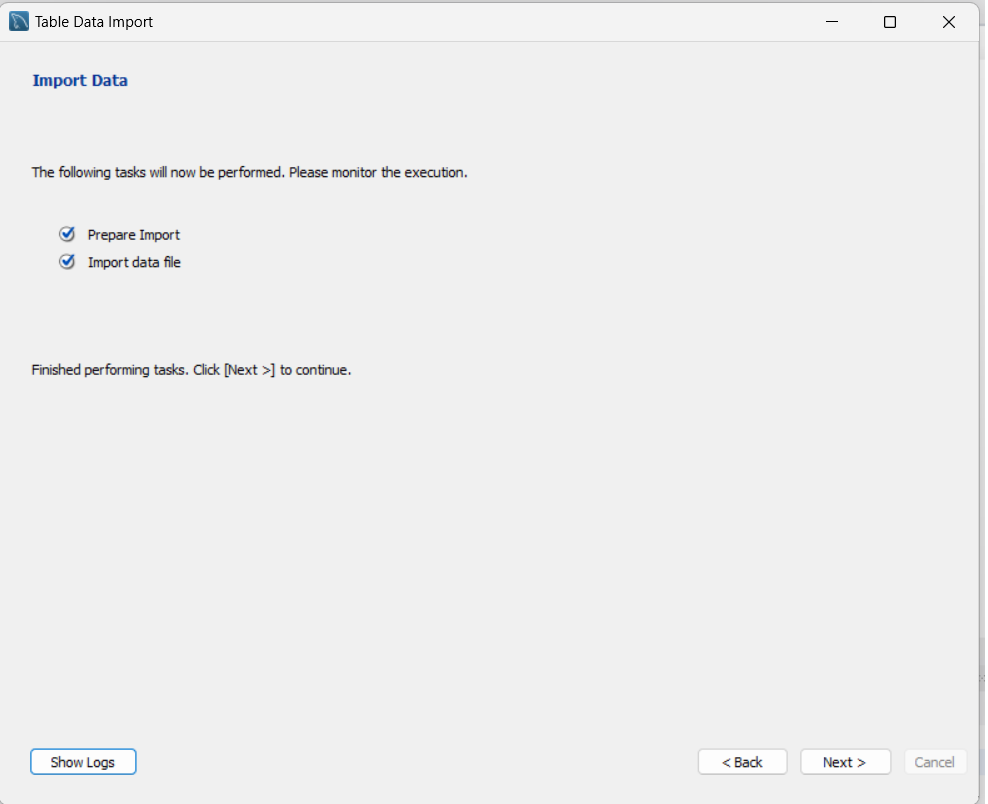 Table Data Import
Import Data
The following tasks will now be performed. Please monitor the execution.
Prepare Import
Import data file
Finished performing tasks. Click [Next >] to continue.
Show Logs
< Back
Next >
Cancel